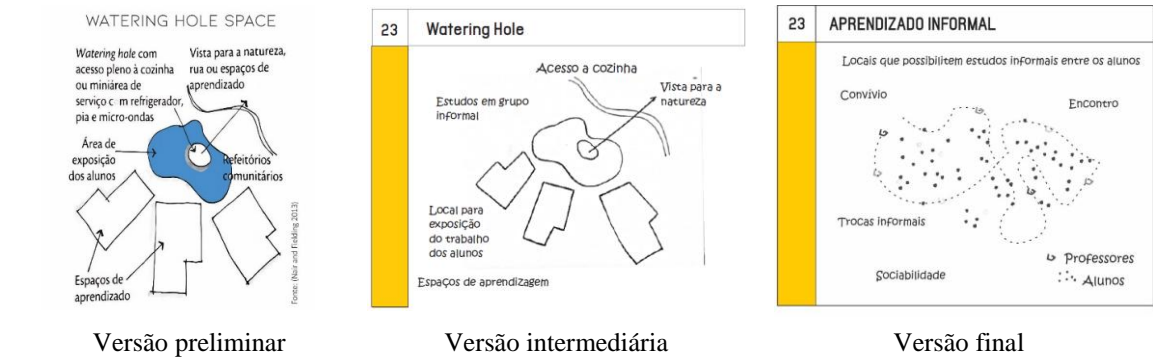 WATERING HOLE SPACE
Watering hole com
acesso pleno à cozinha
ou miniárea de
serviço c m refrigerador,
pia e micro-ondas
Vista para a natureza,
rua ou espaços de
aprendizado
Área de
exposição
dos alunos
Refeitórios
comunitários
Espaços de
aprendizado
Fonte: (Nair and Fielding 2013)
Versão preliminar
23 Watering Hole
Acesso a cozinha
Vista para a
natureza
Estudos em grupo
informal
Local para
exposição
do trabalho
dos alunos
Espaços de aprendizagem
Versão intermediária
23 APRENDIZADO INFORMAL
Locais que possibilitem estudos informais entre os alunos
Convívio
Encontro
Trocas informais
Professores
Sociabilidade
Alunos
Versão final